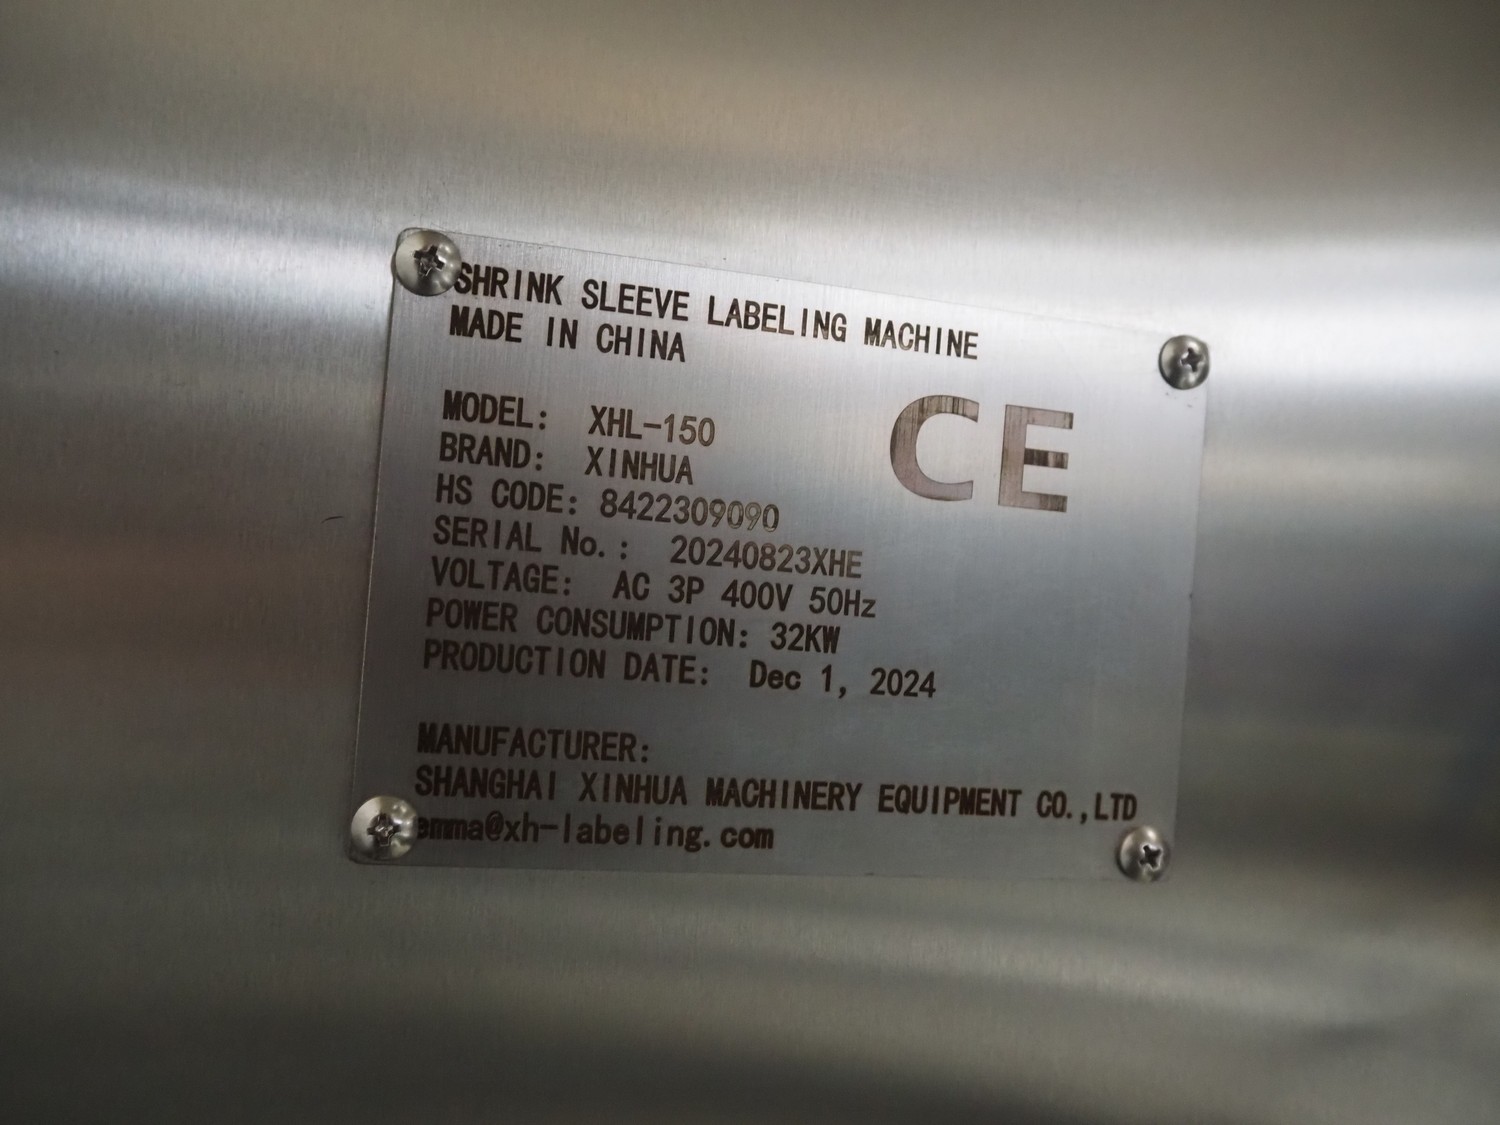 SHRINK SLEEVE LABELING MACHINE
MADE IN CHINA
CE
MODEL: XHL-150
BRAND: XINHUA
HS CODE: 8422309090
SERIAL No.: 20240823XHE
VOLTAGE: AC 3P 400V 50Hz
POWER CONSUMPTION: 32KW
PRODUCTION DATE: Dec 1, 2024
MANUFACTURER:
SHANGHAI XINHUA MACHINERY EQUIPMENT CO.,LTD
emma@xh-labeling.com